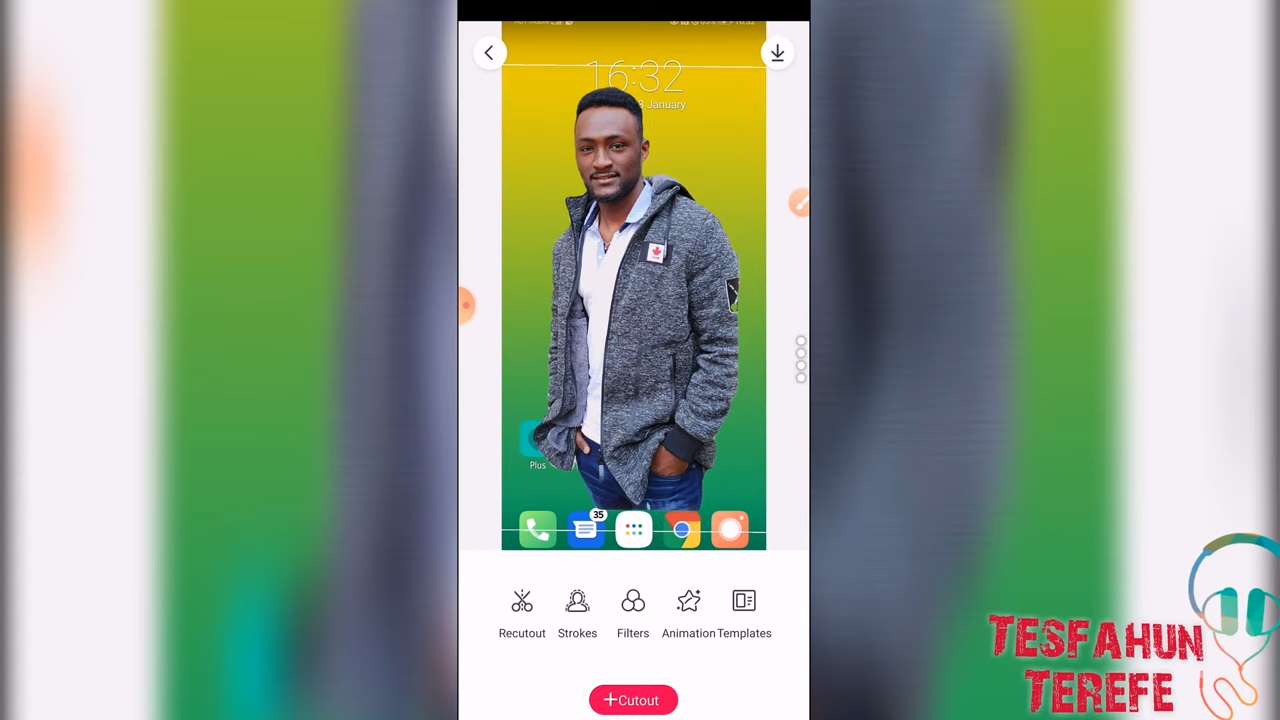 16:32
3 January
Plus
35
Recutout
Strokes
Filters
Animation
Templates
+Cutout
TESFAHUN
TEREFE